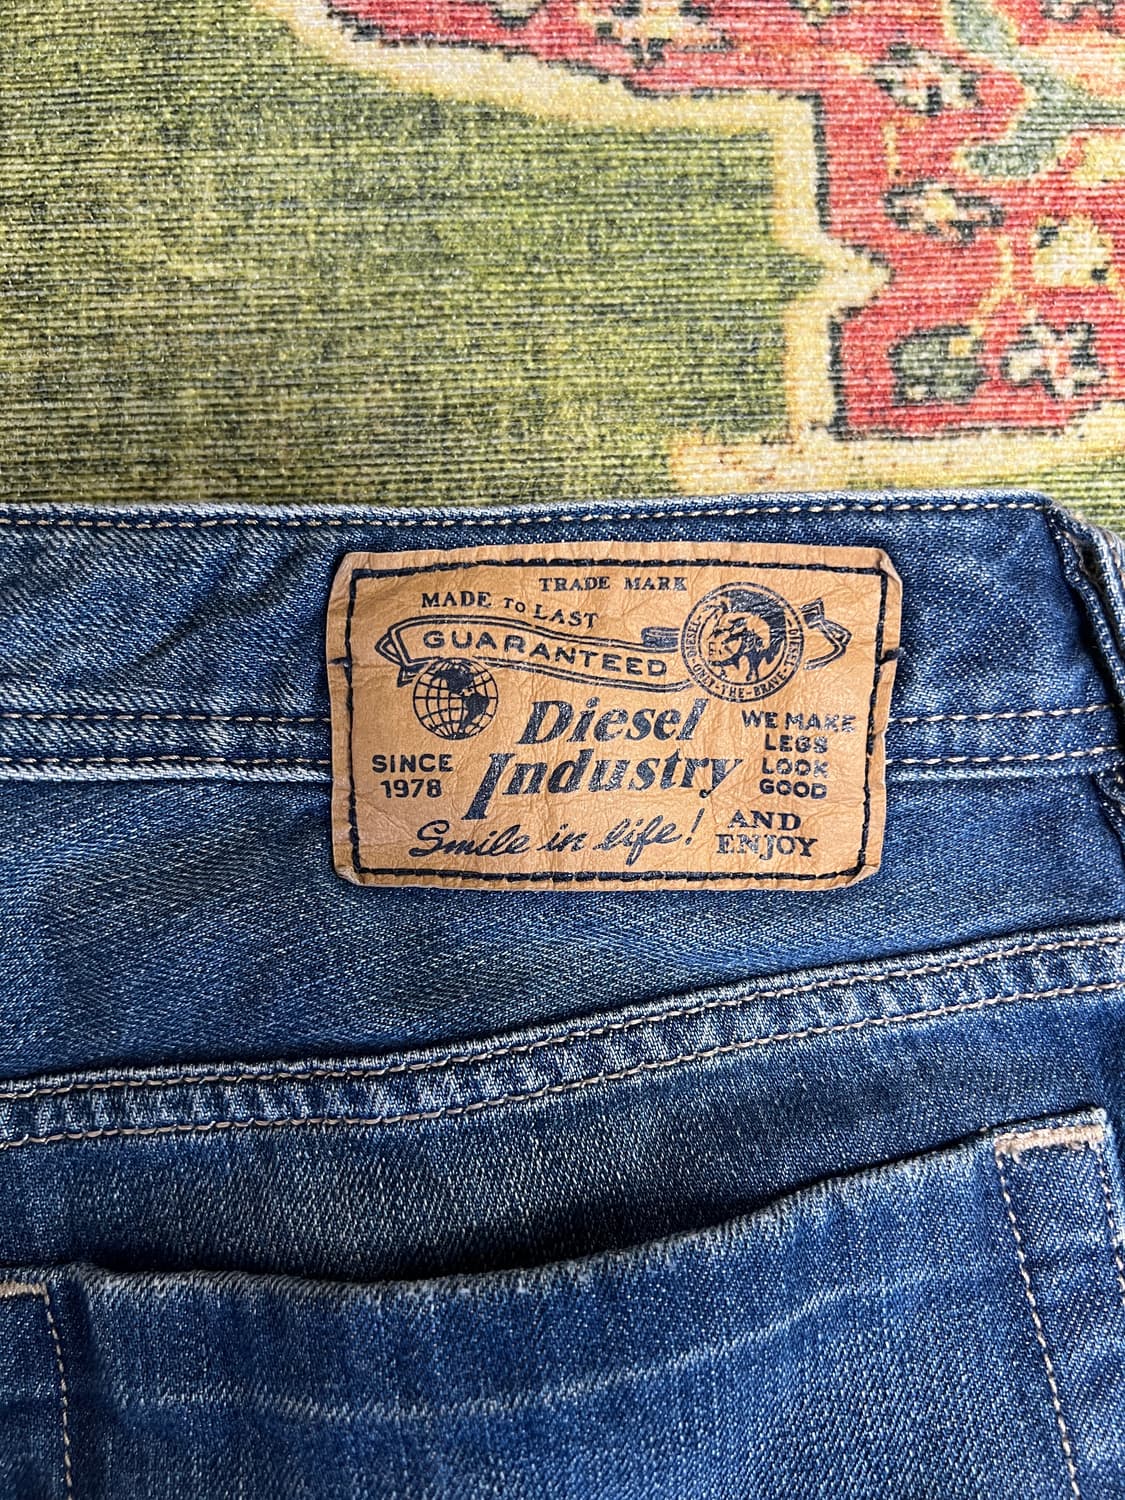 TRADE MARK
MADE TO LAST
GUARANTEED
DIESEL
DIESEL
ONLY-THE-BRAVE
Diesel
Industry
SINCE
1978
WE MAKE
LEGS
LOOK
GOOD
Smile in life!
AND
ENJOY